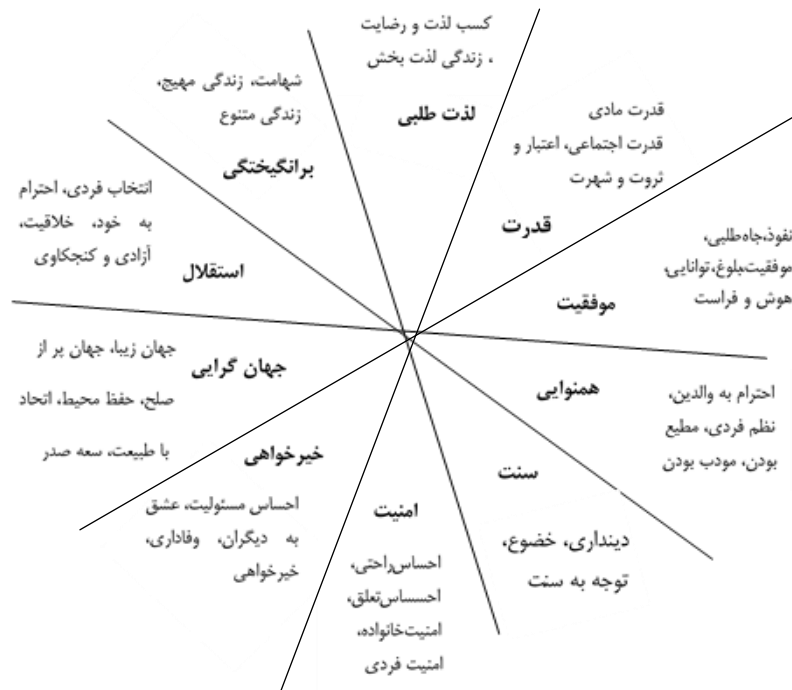 کسب لذت و رضایت
، زندگی لذت بخش
لذت طلبی
قدرت مادی
قدرت اجتماعی، اعتبار و
ثروت و شهرت
قدرت
نفوذ،جاه‌طلبی،
موفقیت،بلوغ،توانایی،
هوش و فراست
موفقیت
احترام به والدین،
نظم فردی، مطیع
بودن، مودب بودن
همنوایی
سنت
دینداری، خضوع،
توجه به سنت
امنیت
احساس‌راحتی،
احسساس‌تعلق،
امنیت‌خانواده،
امنیت فردی
خیرخواهی
احساس مسئولیت، عشق
به دیگران، وفاداری،
خیرخواهی
جهان گرایی
جهان زیبا، جهان پر از
صلح، حفظ محیط، اتحاد
با طبیعت، سعه صدر
استقلال
انتخاب فردی، احترام
به خود، خلاقیت،
آزادی و کنجکاوی
شهامت، زندگی مهیج،
زندگی متنوع
برانگیختگی